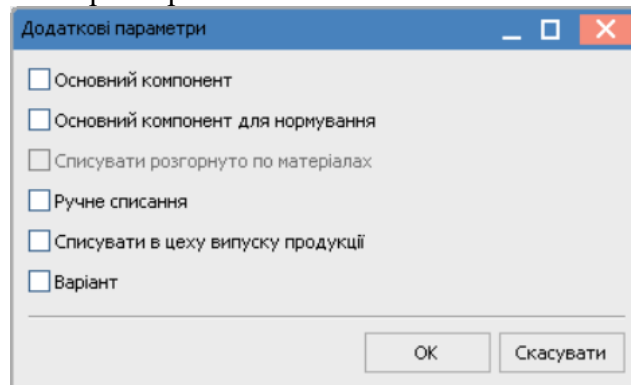 Додаткові параметри
Основний компонент
Основний компонент для нормування
Списувати розгорнуто по матеріалах
Ручне списання
Списувати в цеху випуску продукції
Варіант
ОК Скасувати